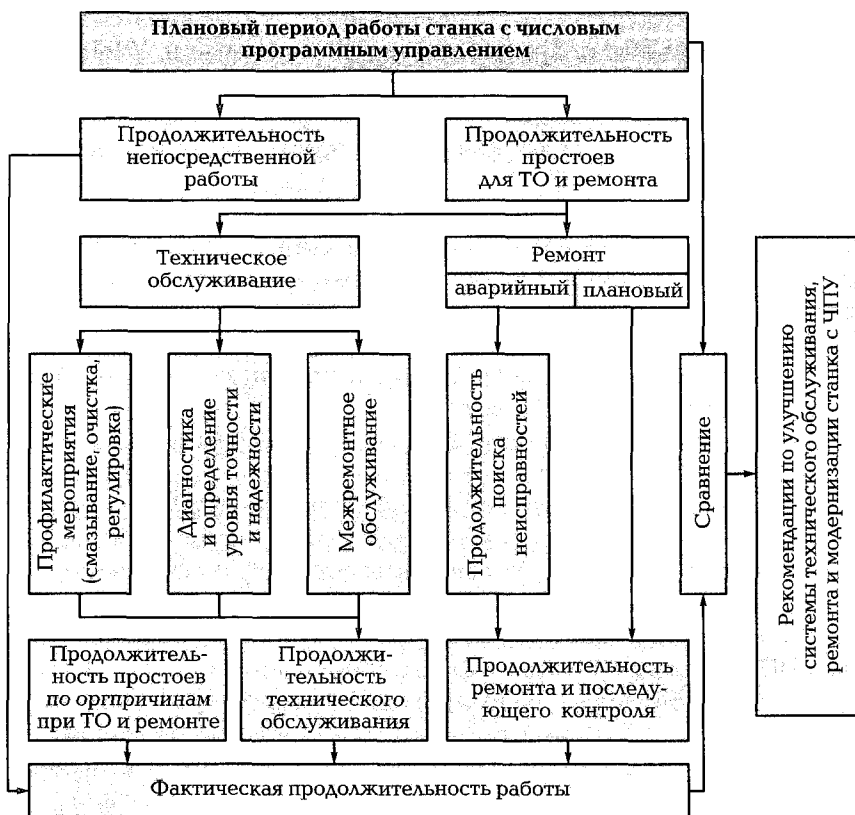 Плановый период работы станка с числовым
программным управлением
Продолжительность
непосредственной
работы
Продолжительность
простоев
для ТО и ремонта
Техническое
обслуживание
Ремонт
аварийный
плановый
Профилактические
мероприятия
(смазывание, очистка,
регулировка)
Диагностика
и определение
уровня точности
и надежности
Межремонтное
обслуживание
Продолжительность
поиска
неисправностей
Сравнение
Рекомендации по улучшению
системы технического обслуживания,
ремонта и модернизации станка с ЧПУ
Продолжитель-
ность простоев
по оргпричинам
при ТО и ремонте
Продолжи-
тельность
технического
обслуживания
Продолжительность
ремонта и последу-
ющего контроля
Фактическая продолжительность работы